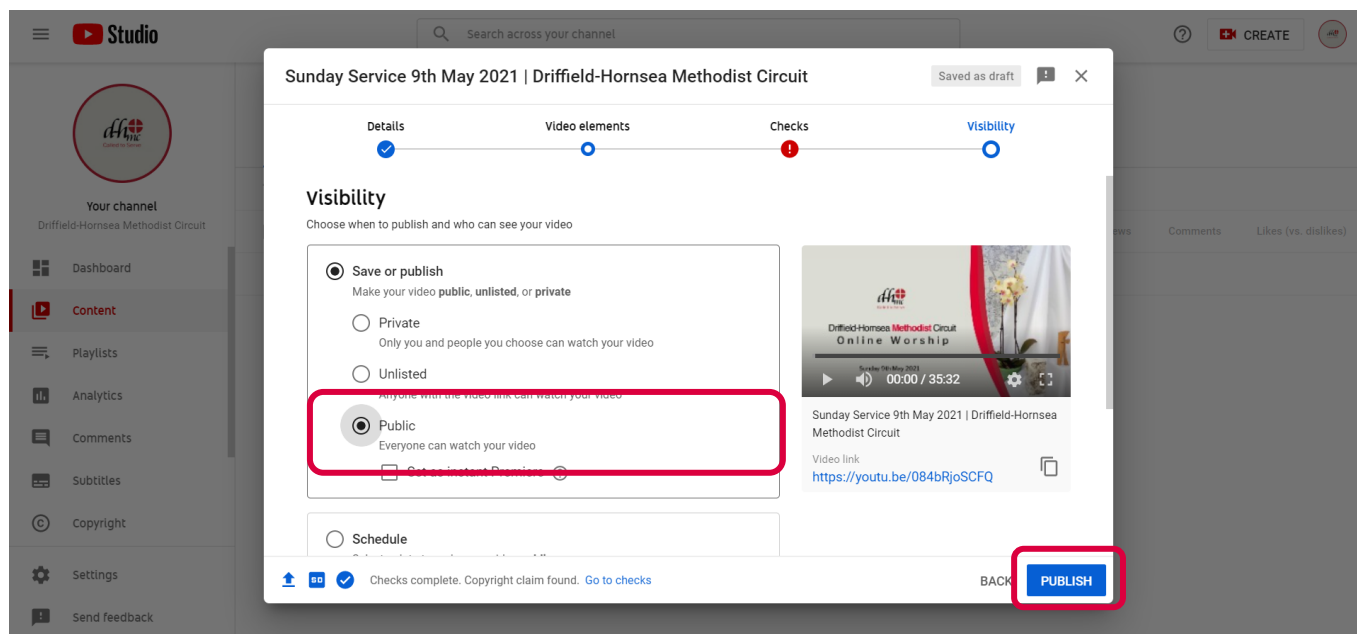 Studio
Search across your channel
CREATE
Your channel
Driffield-Hornsea Methodist Circuit
Dashboard
Content
Playlists
Analytics
Comments
Subtitles
Copyright
Settings
Send feedback
Sunday Service 9th May 2021 | Driffield-Hornsea Methodist Circuit
Saved as draft
Details
Video elements
Checks
Visibility
Visibility
Choose when to publish and who can see your video
Save or publish
Make your video public, unlisted, or private
Private
Only you and people you choose can watch your video
Unlisted
Anyone with the video link can watch your video
Public
Everyone can watch your video
Set as instant Premiere
Schedule
dhmc
Driffield-Hornsea Methodist Circuit
Online Worship
Sunday 9th May 2021
00:00 / 35:32
Sunday Service 9th May 2021 | Driffield-Hornsea
Methodist Circuit
Video link
https://youtu.be/084bRjoSCFQ
Comments
Likes (vs. dislikes)
Checks complete. Copyright claim found. Go to checks
BACK
PUBLISH